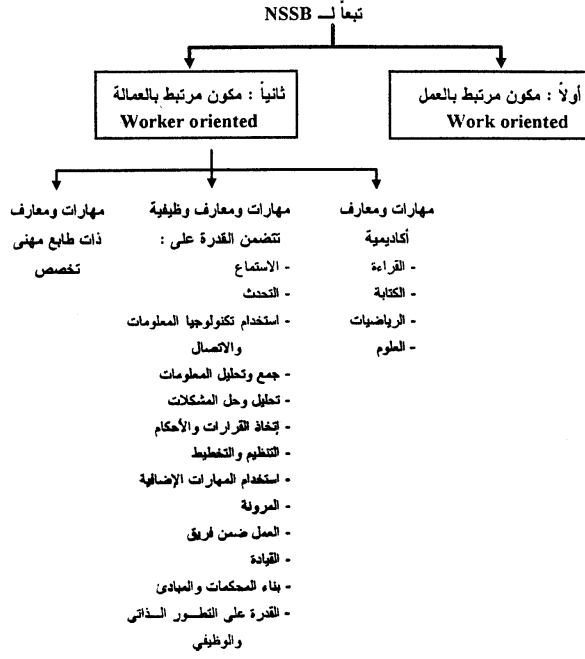 تبعاً لـ NSSB
أولاً : مكون مرتبط بالعمل
Work oriented
ثانياً : مكون مرتبط بالعمالة
Worker oriented
مهارات ومعارف
أكاديمية
- القراءة
- الكتابة
- الرياضيات
- العلوم
مهارات ومعارف وظيفية
تتضمن القدرة على :
- الاستماع
- التحدث
- استخدام تكنولوجيا المعلومات
والاتصال
- جمع وتحليل المعلومات
- تحليل وحل المشكلات
- إتخاذ القرارات والأحكام
- التنظيم والتخطيط
- استخدام المهارات الإضافية
- المرونة
- العمل ضمن فريق
- القيادة
- بناء المحكمات والمبادئ
- القدرة على التطور الذاتى
والوظيفي
مهارات ومعارف
ذات طابع مهنى
تخصص